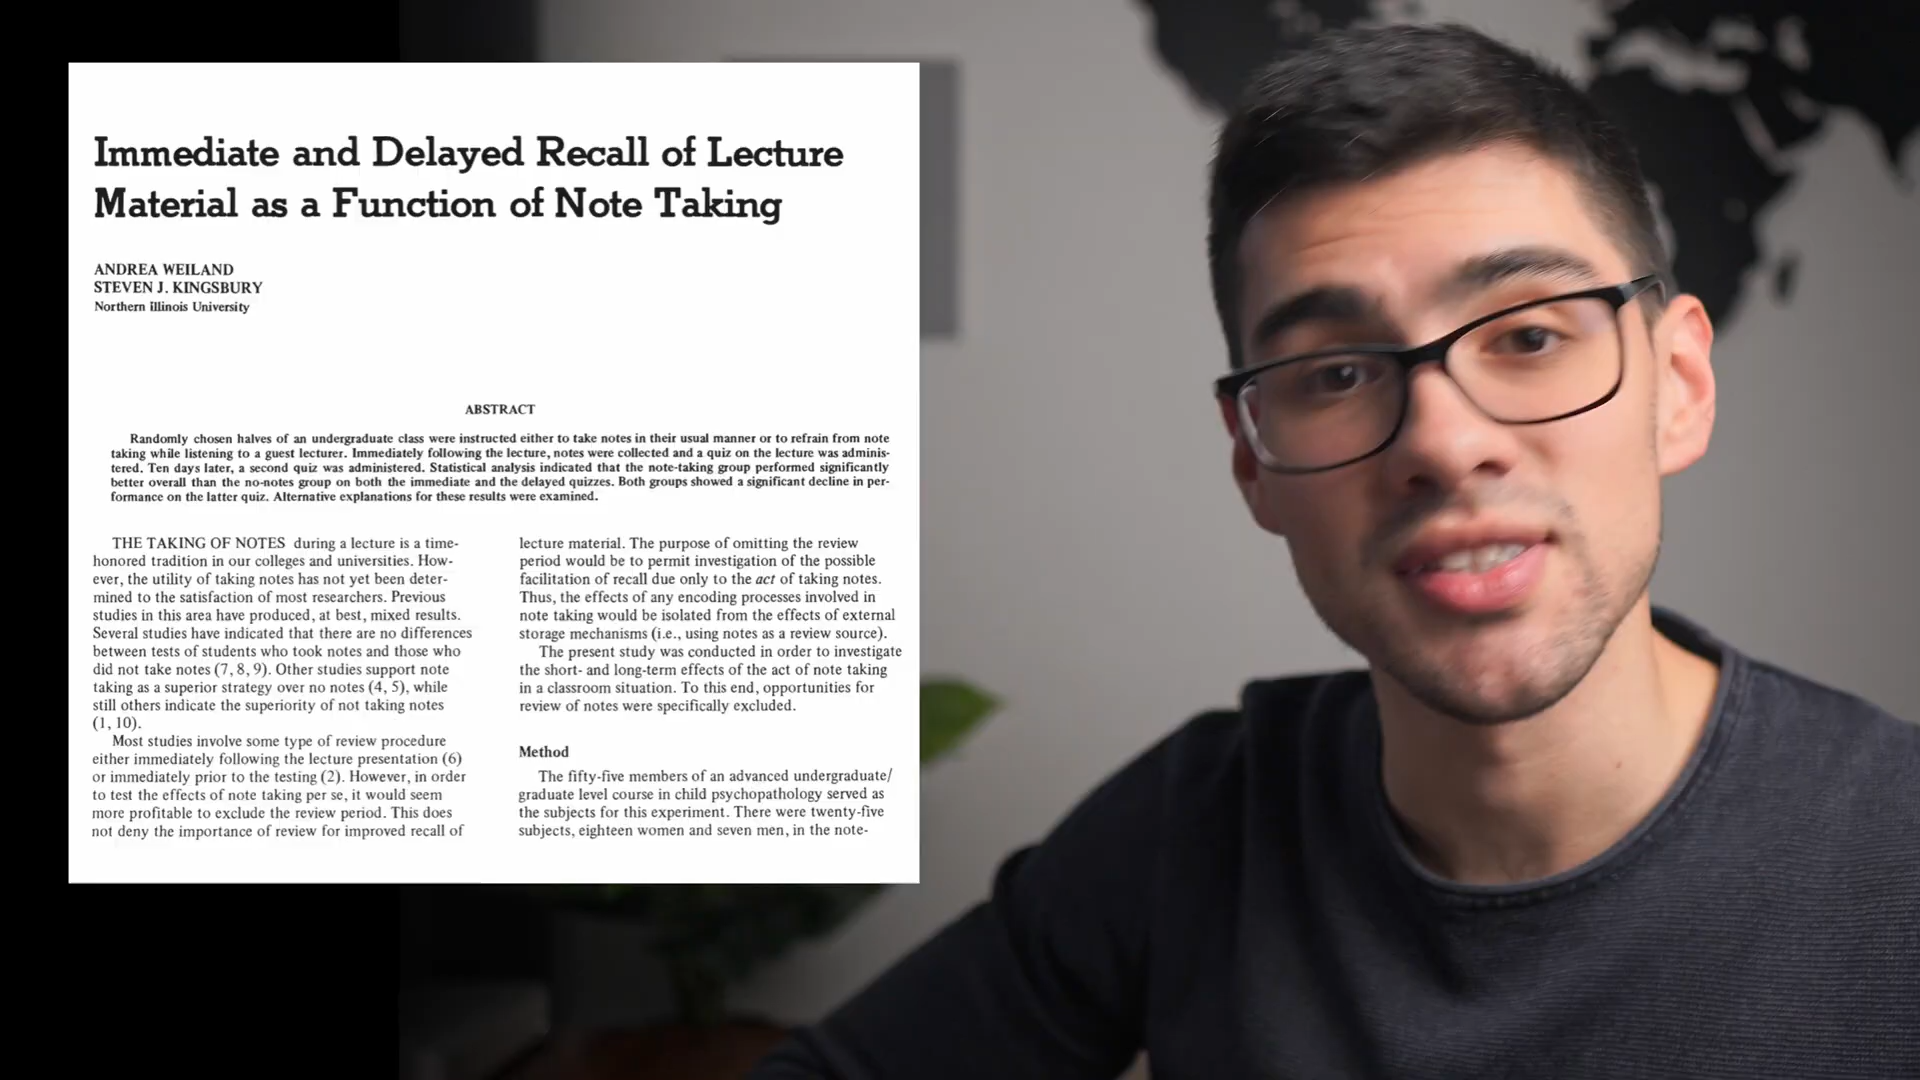 Immediate and Delayed Recall of Lecture
Material as a Function of Note Taking
ANDREA WEILAND
STEVEN J. KINGSBURY
Northern Illinois University
ABSTRACT
Randomly chosen halves of an undergraduate class were instructed either to take notes in their usual manner or to refrain from note
taking while listening to a guest lecturer. Immediately following the lecture, notes were collected and a quiz on the lecture was adminis-
tered. Ten days later, a second quiz was administered. Statistical analysis indicated that the note-taking group performed significantly
better overall than the no-notes group on both the immediate and the delayed quizzes. Both groups showed a significant decline in per-
formance on the latter quiz. Alternative explanations for these results were examined.
THE TAKING OF NOTES during a lecture is a time-
honored tradition in our colleges and universities. How-
ever, the utility of taking notes has not yet been deter-
mined to the satisfaction of most researchers. Previous
studies in this area have produced, at best, mixed results.
Several studies have indicated that there are no differences
between tests of students who took notes and those who
did not take notes (7, 8, 9). Other studies support note
taking as a superior strategy over no notes (4, 5), while
still others indicate the superiority of not taking notes
(1, 10).
Most studies involve some type of review procedure
either immediately following the lecture presentation (6)
or immediately prior to the testing (2). However, in order
to test the effects of note taking per se, it would seem
more profitable to exclude the review period. This does
not deny the importance of review for improved recall of
lecture material. The purpose of omitting the review
period would be to permit investigation of the possible
facilitation of recall due only to the act of taking notes.
Thus, the effects of any encoding processes involved in
note taking would be isolated from the effects of external
storage mechanisms (i.e., using notes as a review source).
The present study was conducted in order to investigate
the short- and long-term effects of the act of note taking
in a classroom situation. To this end, opportunities for
review of notes were specifically excluded.
Method
The fifty-five members of an advanced undergraduate/
graduate level course in child psychopathology served as
the subjects for this experiment. There were twenty-five
subjects, eighteen women and seven men, in the note-